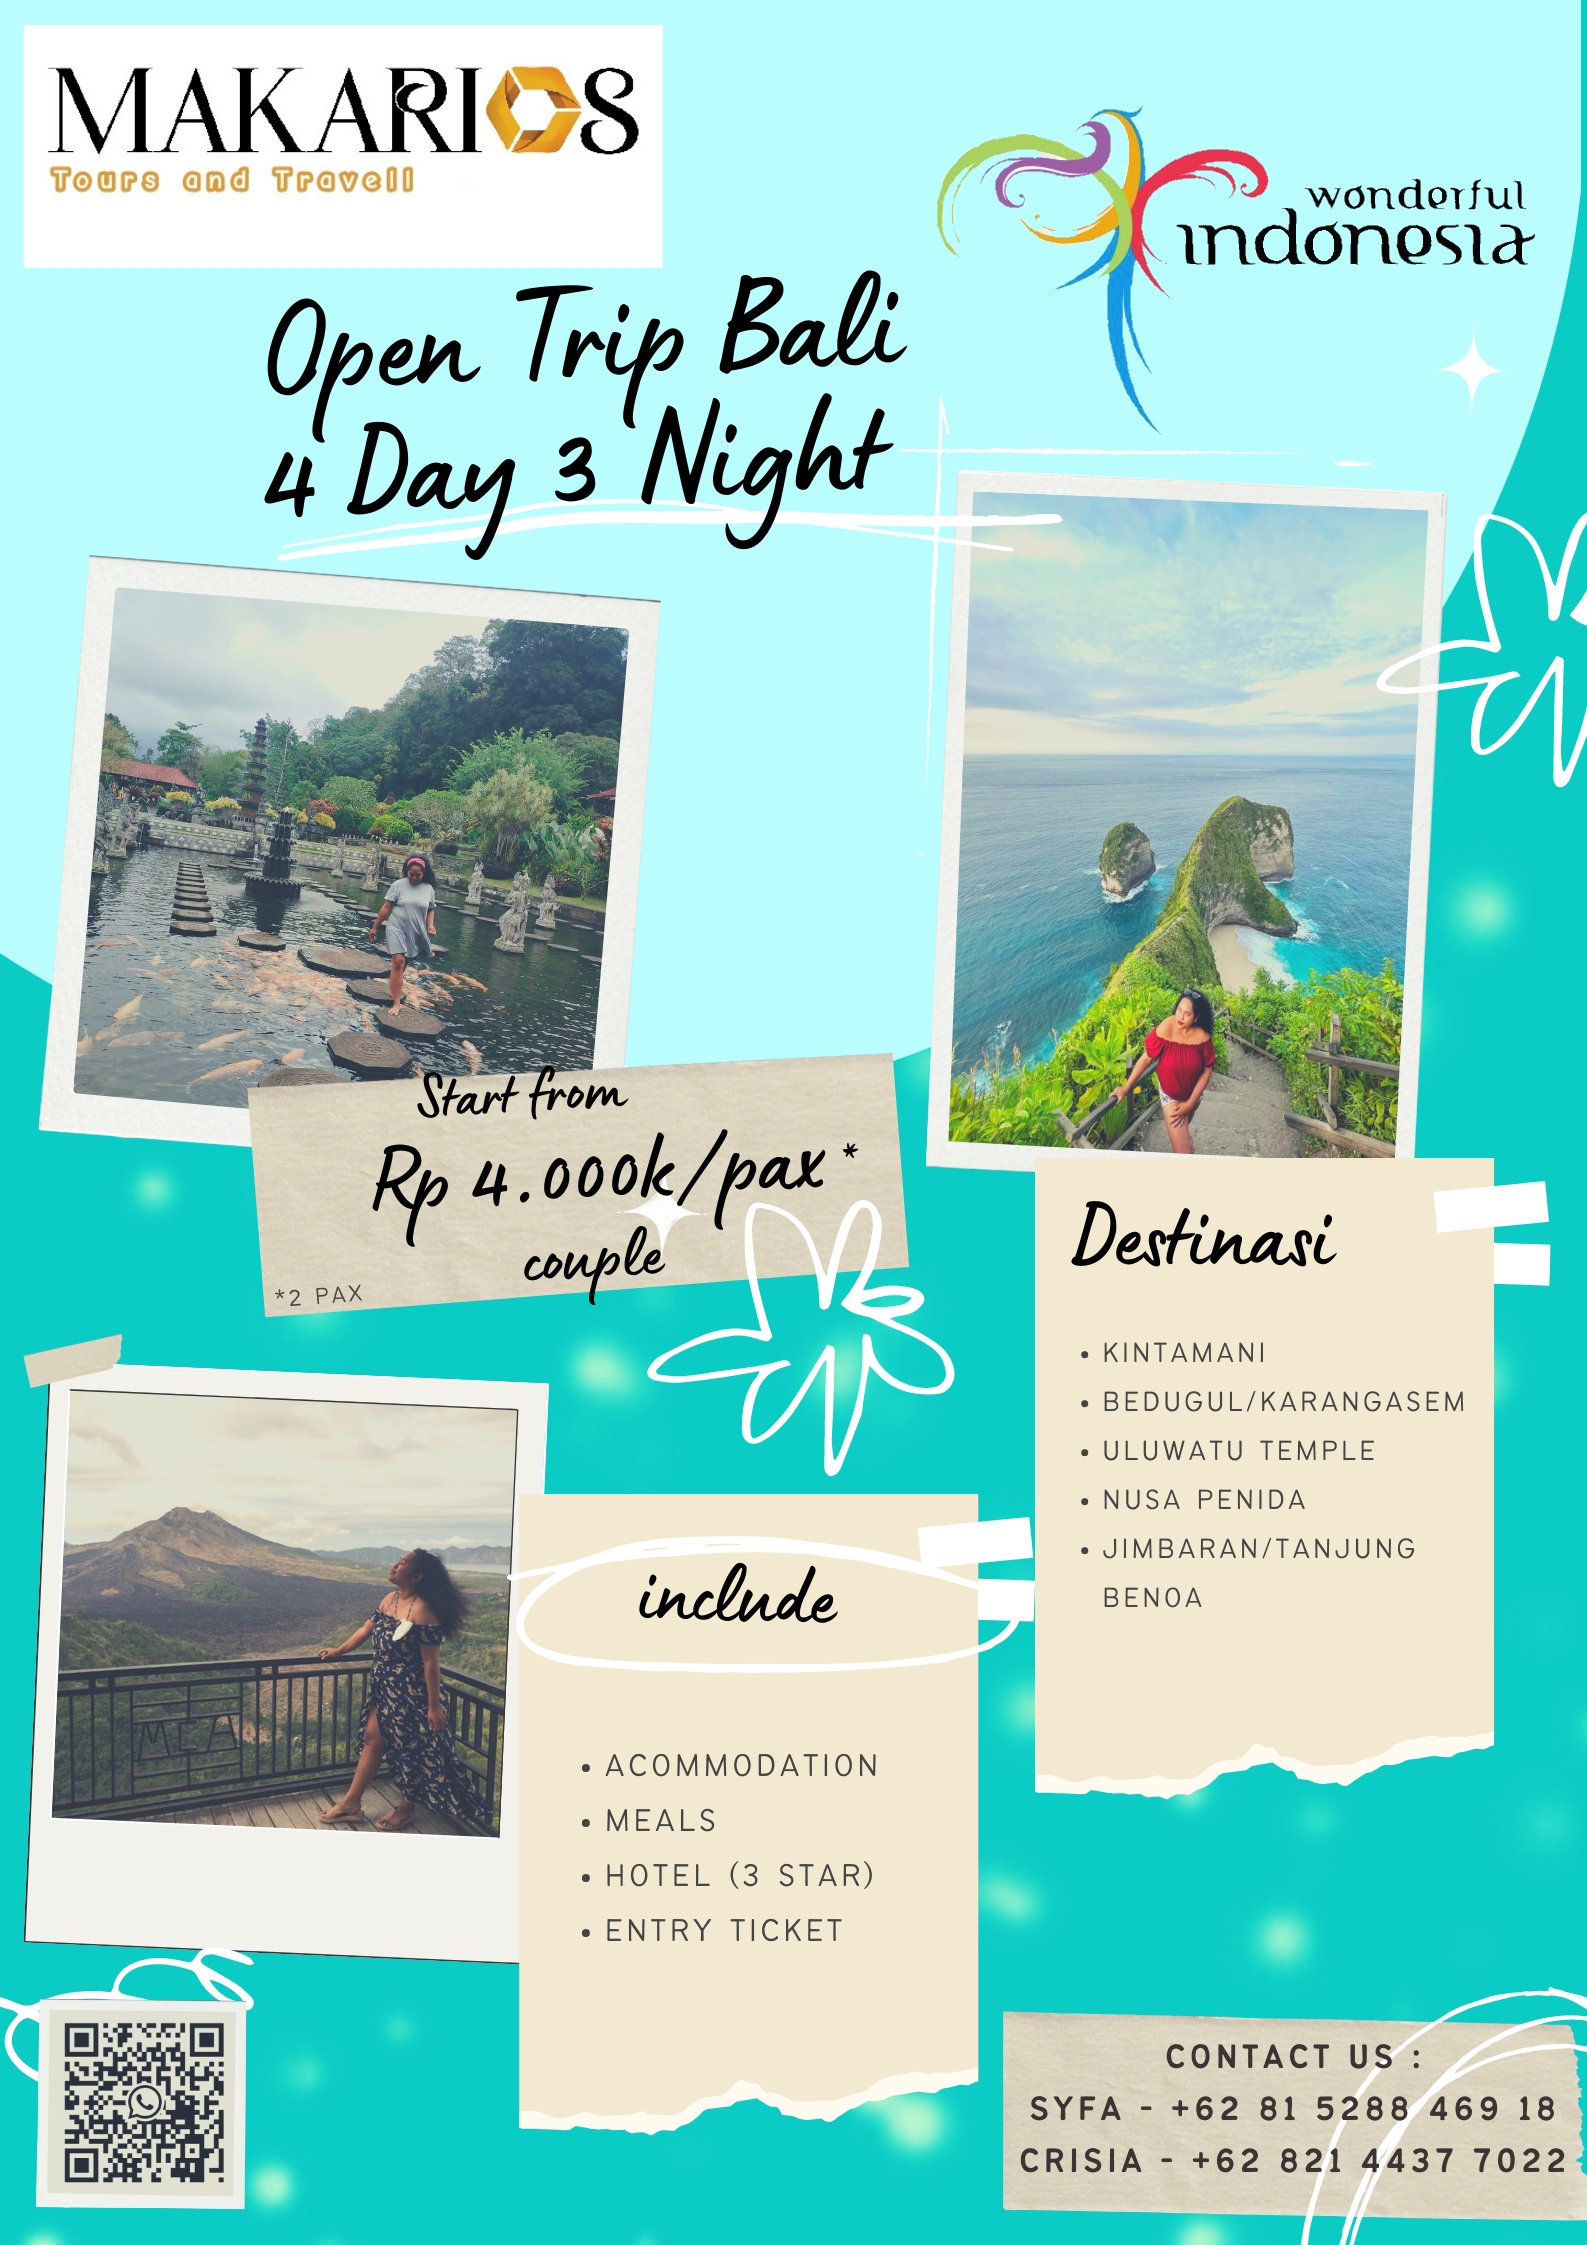 MAKARIOS
Tours and Travell
wonderful
indonesia
Open Trip Bali
4 Day 3 Night
Start from
Rp 4.000k/pax*
couple
*2 PAX
Destinasi
• KINTAMANI
• BEDUGUL/KARANGASEM
• ULUWATU TEMPLE
• NUSA PENIDA
• JIMBARAN/TANJUNG
BENOA
MCA
include
• ACOMMODATION
• MEALS
• HOTEL (3 STAR)
• ENTRY TICKET
CONTACT US :
SYFA - +62 81 5288 469 18
CRISIA - +62 821 4437 7022